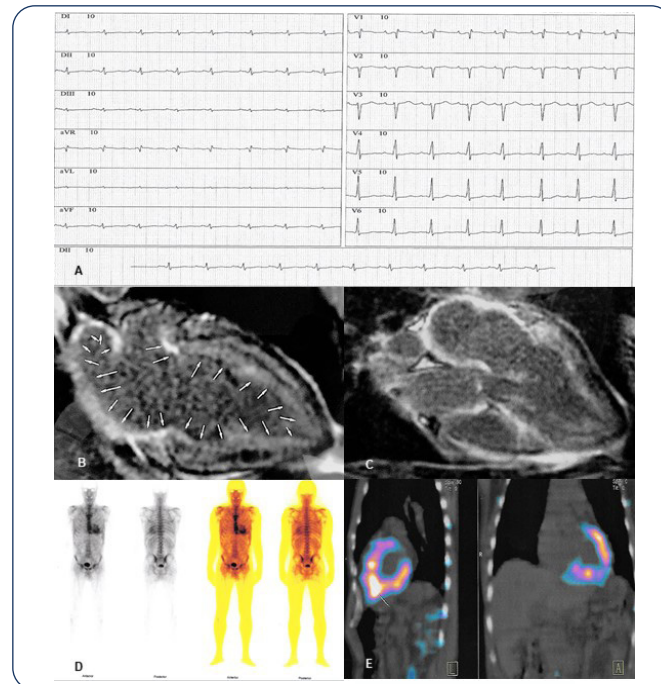 DI 10
V1 10
DII 10
V2 10
DIII 10
V3 10
aVR 10
V4 10
aVL 10
V5 10
aVF 10
V6 10
DII 10
A
B
C
D
E
Anterior Posterior Anterior Posterior
L
A